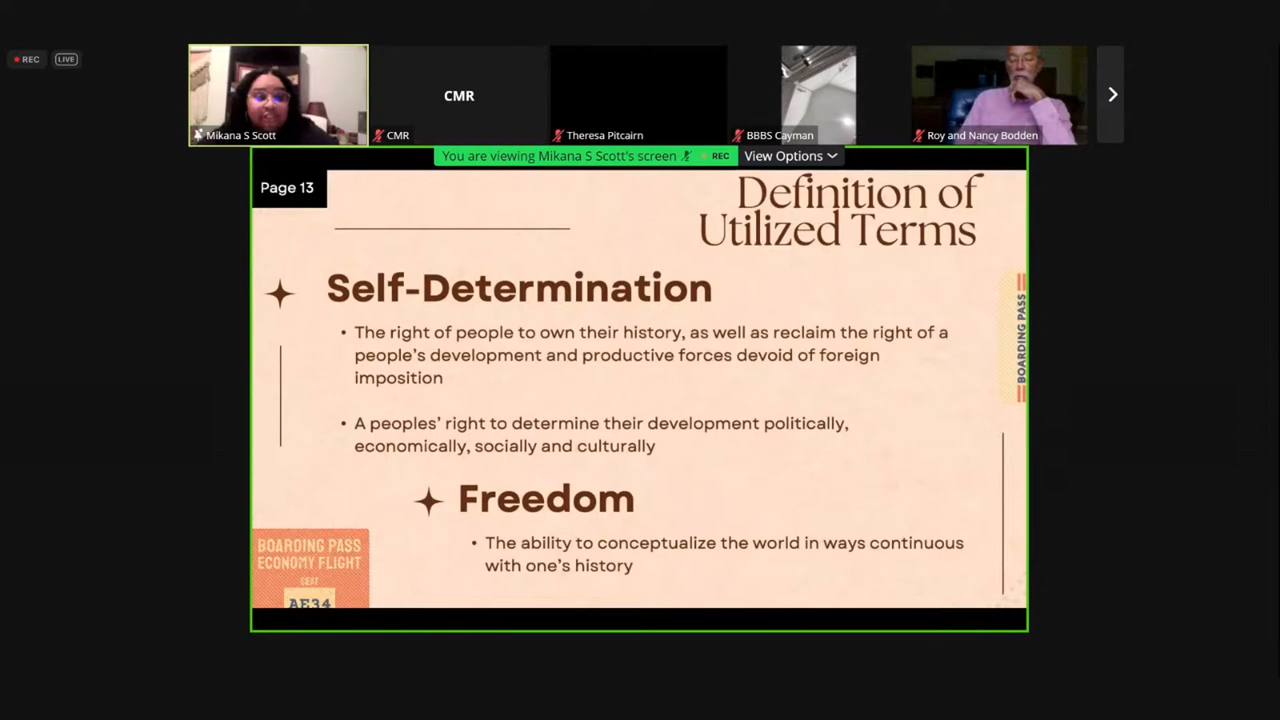 REC
LIVE
CMR
Mikana S Scott
CMR
Theresa Pitcairn
BBBS Cayman
Roy and Nancy Bodden
You are viewing Mikana S Scott's screen
REC
View Options
Page 13
Definition of
Utilized Terms
Self-Determination
• The right of people to own their history, as well as reclaim the right of a
people's development and productive forces devoid of foreign
imposition
• A peoples' right to determine their development politically,
economically, socially and culturally
Freedom
• The ability to conceptualize the world in ways continuous
with one's history
BOARDING PASS
BOARDING PASS
ECONOMY FLIGHT
SEAT
AE34